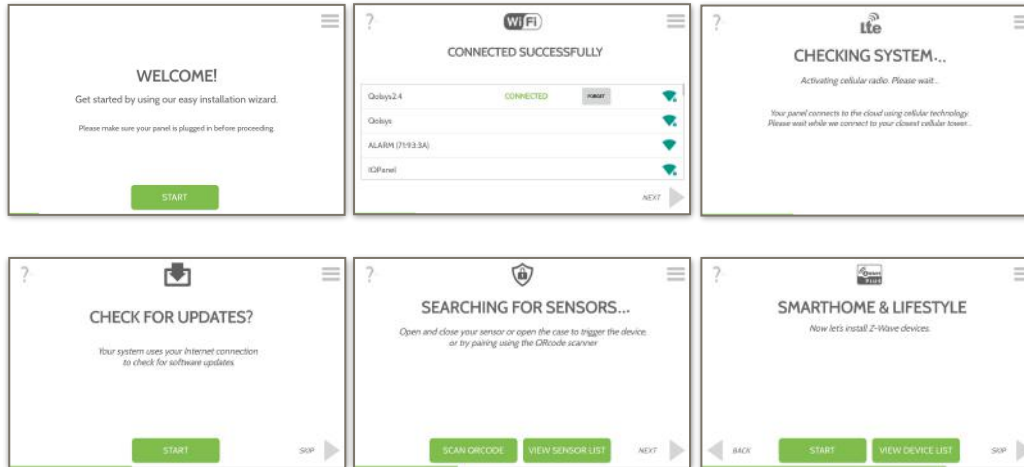 WELCOME!
Get started by using our easy installation wizard.
Please make sure your panel is plugged in before proceeding.
START
?
WiFi
CONNECTED SUCCESSFULLY
Qolsys2.4 CONNECTED FORGET
Qolsys
ALARM (71:93:3A)
IQPanel
NEXT
?
lte
CHECKING SYSTEM...
Activating cellular radio. Please wait...
Your panel connects to the cloud using cellular technology.
Please wait while we connect to your closest cellular tower...
?
CHECK FOR UPDATES?
Your system uses your Internet connection
to check for software updates.
START
SKIP
?
SEARCHING FOR SENSORS...
Open and close your sensor or open the case to trigger the device,
or try pairing using the QRcode scanner
SCAN QRCODE
VIEW SENSOR LIST
NEXT
?
SMARTHOME & LIFESTYLE
Now let's install Z-Wave devices.
BACK
START
VIEW DEVICE LIST
SKIP